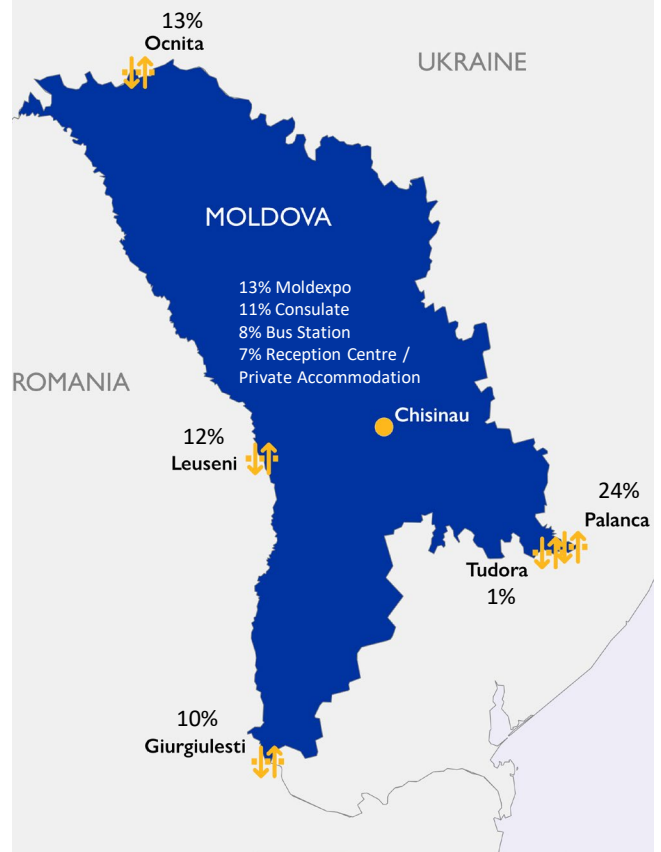 13%
Ocnita
UKRAINE
MOLDOVA
13% Moldexpo
11% Consulate
8% Bus Station
7% Reception Centre /
Private Accommodation
ROMANIA
Chisinau
12%
Leuseni
24%
Palanca
Tudora
1%
10%
Giurgiulesti